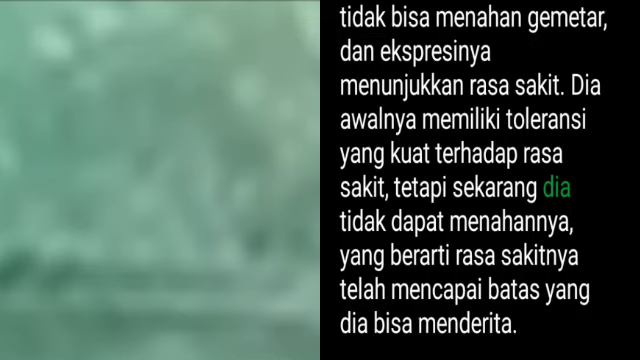 tidak bisa menahan gemetar,
dan ekspresinya
menunjukkan rasa sakit. Dia
awalnya memiliki toleransi
yang kuat terhadap rasa
sakit, tetapi sekarang dia
tidak dapat menahannya,
yang berarti rasa sakitnya
telah mencapai batas yang
dia bisa menderita.